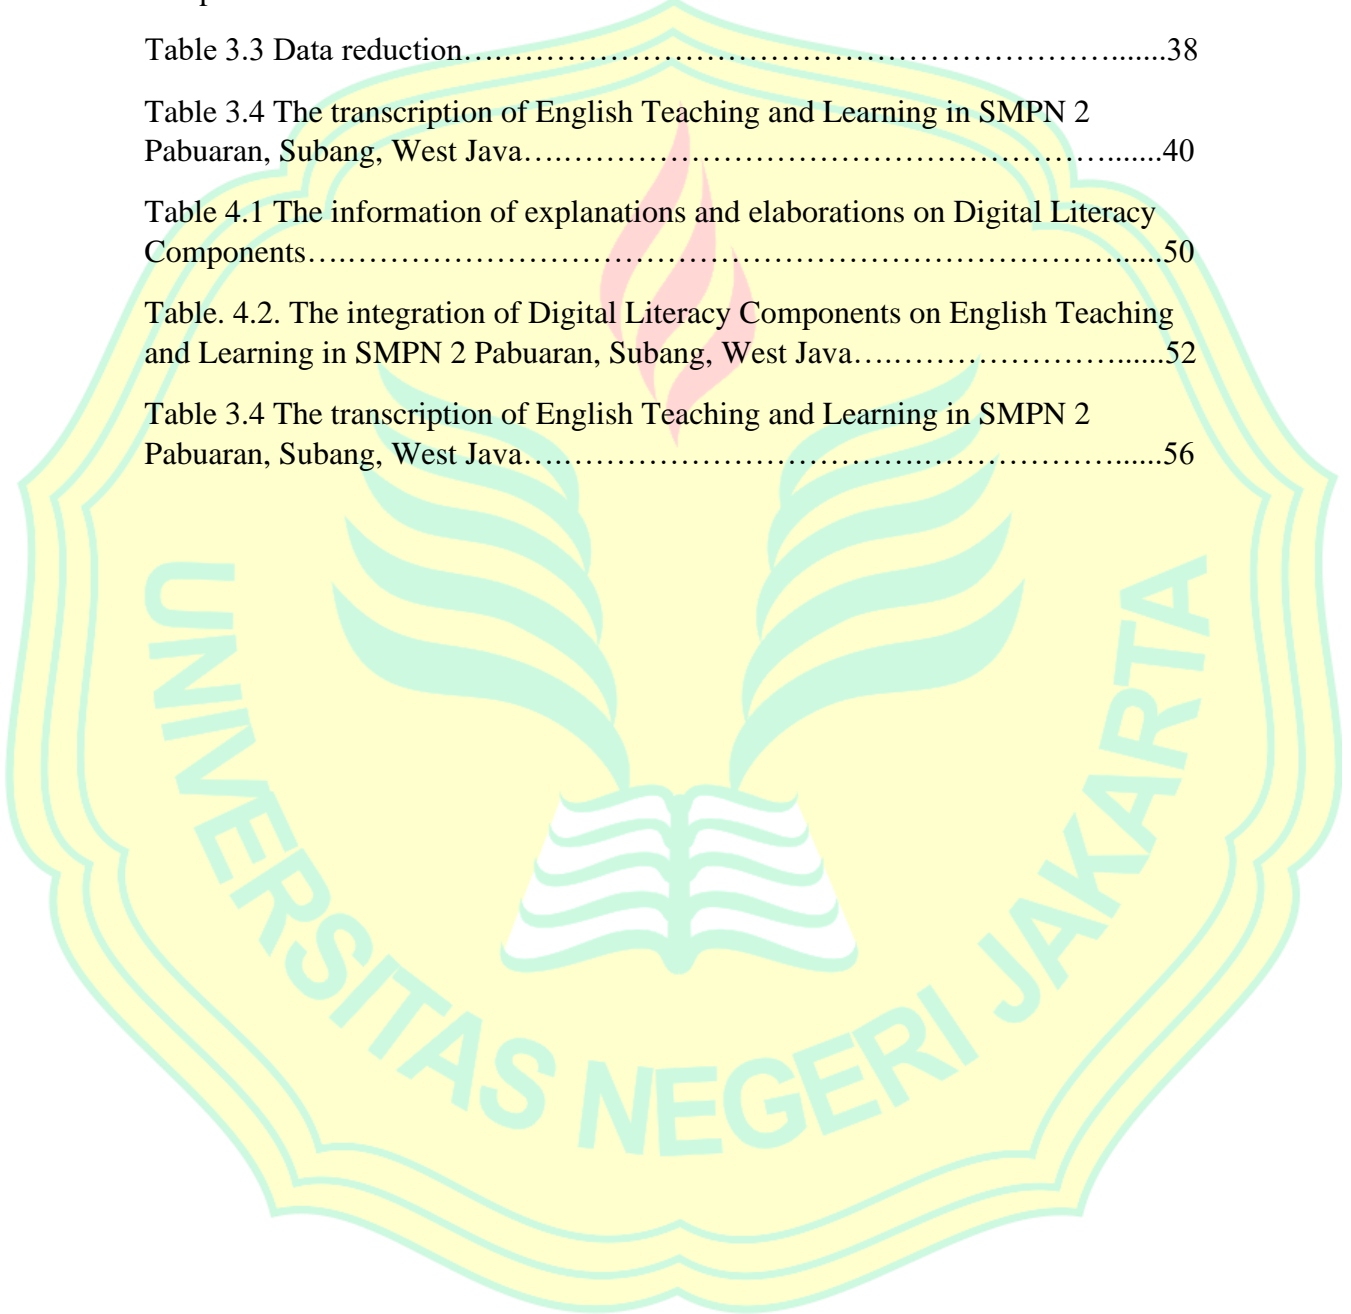 Table 3.3 Data reduction….……………………………………………………….......38
Table 3.4 The transcription of English Teaching and Learning in SMPN 2
Pabuaran, Subang, West Java….………………………………………………….......40
Table 4.1 The information of explanations and elaborations on Digital Literacy
Components….…………………………………………………………………......50
Table. 4.2. The integration of Digital Literacy Components on English Teaching
and Learning in SMPN 2 Pabuaran, Subang, West Java….…………………….......52
Table 3.4 The transcription of English Teaching and Learning in SMPN 2
Pabuaran, Subang, West Java….…………………………….………………….......56
UNIVERSITAS NEGERI JAKARTA